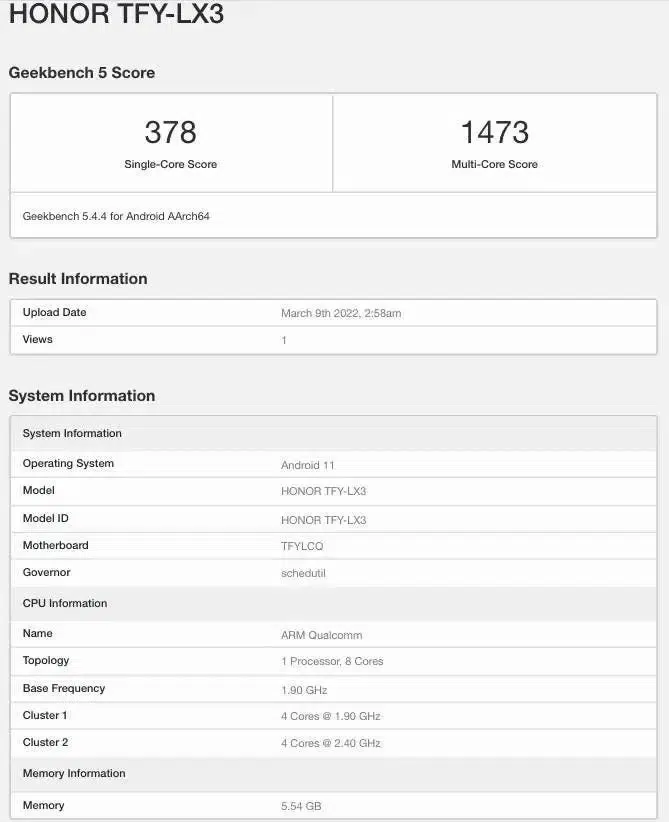 HONOR TFY-LX3
Geekbench 5 Score
378 1473
Single-Core Score Multi-Core Score
Geekbench 5.4.4 for Android AArch64
Result Information
Upload Date March 9th 2022, 2:58am
Views 1
System Information
System Information
Operating System Android 11
Model HONOR TFY-LX3
Model ID HONOR TFY-LX3
Motherboard TFYLCQ
Governor schedutil
CPU Information
Name ARM Qualcomm
Topology 1 Processor, 8 Cores
Base Frequency 1.90 GHz
Cluster 1 4 Cores @ 1.90 GHz
Cluster 2 4 Cores @ 2.40 GHz
Memory Information
Memory 5.54 GB